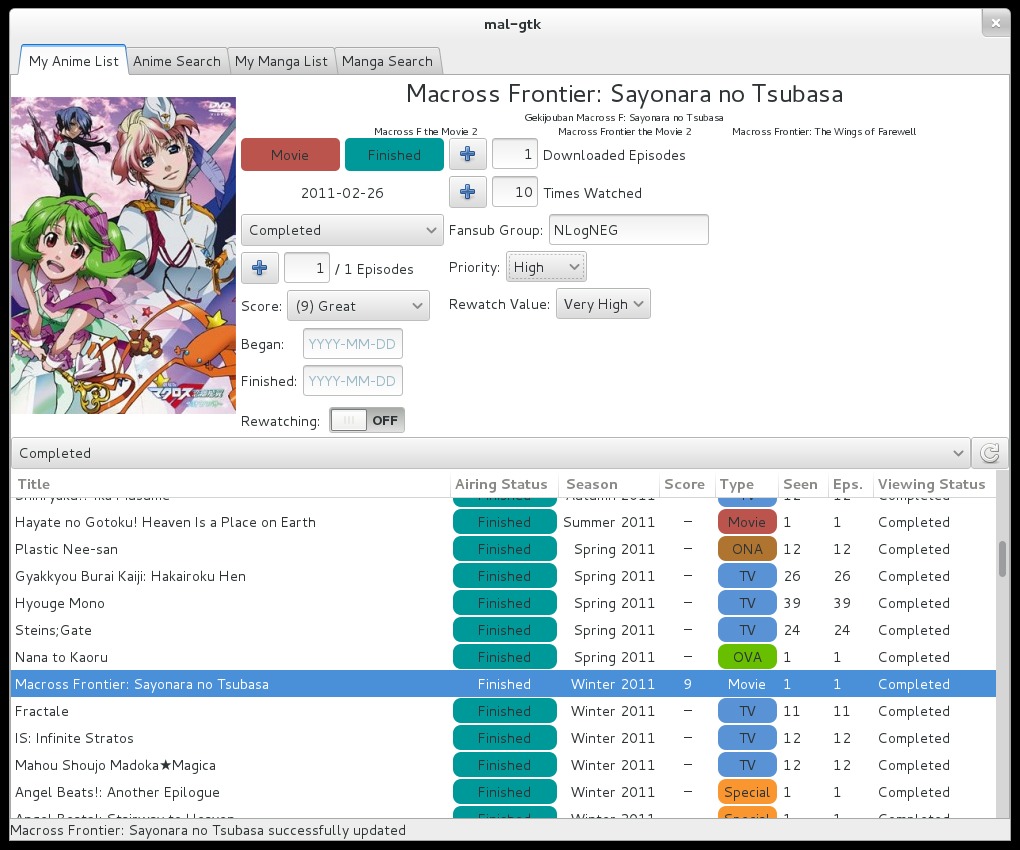 mal-gtk
My Anime List Anime Search My Manga List Manga Search
Macross Frontier: Sayonara no Tsubasa
Gekijouban Macross F: Sayonara no Tsubasa
Macross F the Movie 2 Macross Frontier the Movie 2 Macross Frontier: The Wings of Farewell
DVD
VIDEO
Movie Finished 1 Downloaded Episodes
2011-02-26 10 Times Watched
Completed Fansub Group: NLogNEG
1 / 1 Episodes Priority: High
Score: (9) Great Rewatch Value: Very High
Began: YYYY-MM-DD
Finished: YYYY-MM-DD
マクロス
Rewatching: OFF
Completed
Title Airing Status Season Score Type Seen Eps. Viewing Status
Finished Autumn 2011 – TV 12 12 Completed
Hayate no Gotoku! Heaven Is a Place on Earth Finished Summer 2011 – Movie 1 1 Completed
Plastic Nee-san Finished Spring 2011 – ONA 12 12 Completed
Gyakkyou Burai Kaiji: Hakairoku Hen Finished Spring 2011 – TV 26 26 Completed
Hyouge Mono Finished Spring 2011 – TV 39 39 Completed
Steins;Gate Finished Spring 2011 – TV 24 24 Completed
Nana to Kaoru Finished Spring 2011 – OVA 1 1 Completed
Macross Frontier: Sayonara no Tsubasa Finished Winter 2011 9 Movie 1 1 Completed
Fractale Finished Winter 2011 – TV 11 11 Completed
IS: Infinite Stratos Finished Winter 2011 – TV 12 12 Completed
Mahou Shoujo Madoka★Magica Finished Winter 2011 – TV 12 12 Completed
Angel Beats!: Another Epilogue Finished Winter 2011 – Special 1 1 Completed
Angel Beats!: Stairway to Heaven Finished Winter 2011 – Special 1 1 Completed
Macross Frontier: Sayonara no Tsubasa successfully updated